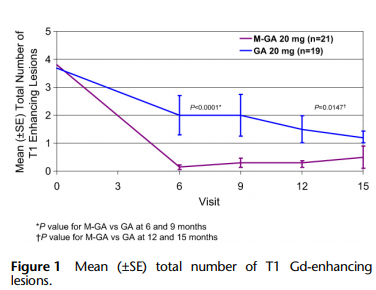 5
4
3
2
1
0
Mean (±SE) Total Number of
T1 Enhancing Lesions
M-GA 20 mg (n=21)
GA 20 mg (n=19)
P<0.0001*
P=0.0147†
0 3 6 9 12 15
Visit
*P value for M-GA vs GA at 6 and 9 months
†P value for M-GA vs GA at 12 and 15 months
Figure 1 Mean (±SE) total number of T1 Gd-enhancing
lesions.